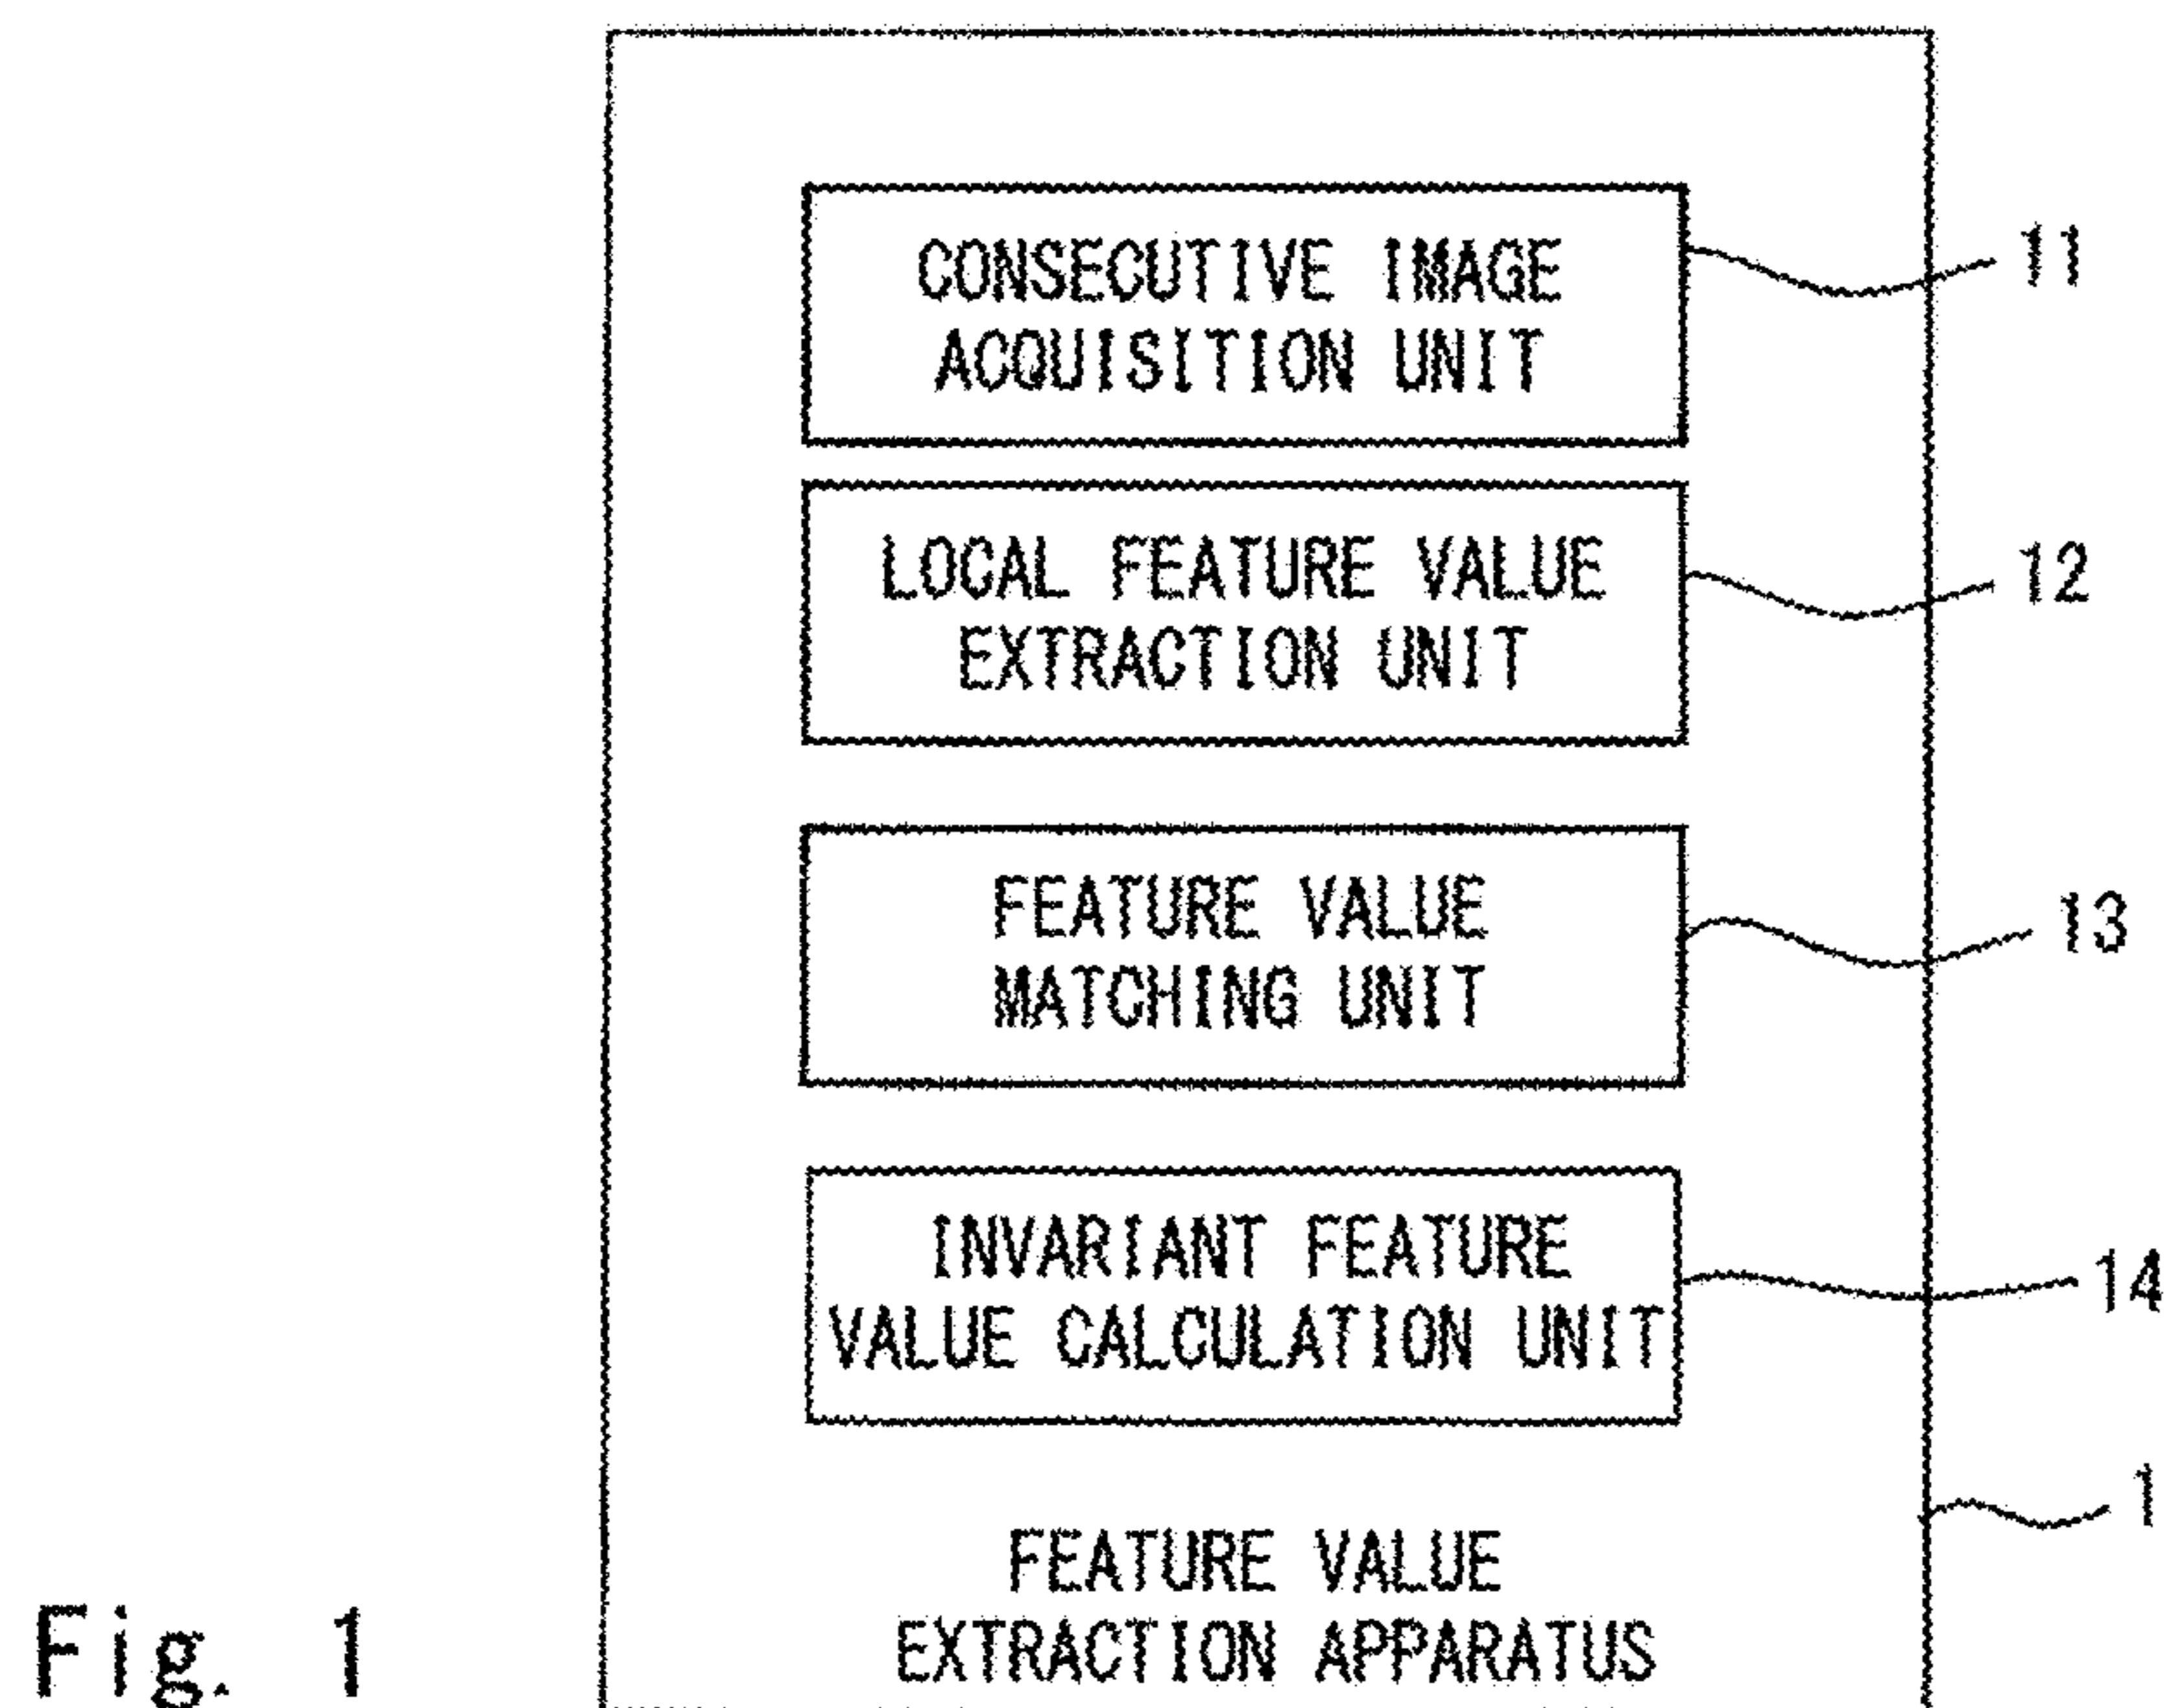 CONSECUTIVE IMAGE
ACQUISITION UNIT
11
LOCAL FEATURE VALUE
EXTRACTION UNIT
12
FEATURE VALUE
MATCHING UNIT
13
INVARIANT FEATURE
VALUE CALCULATION UNIT
14
1
FEATURE VALUE
EXTRACTION APPARATUS
Fig. 1